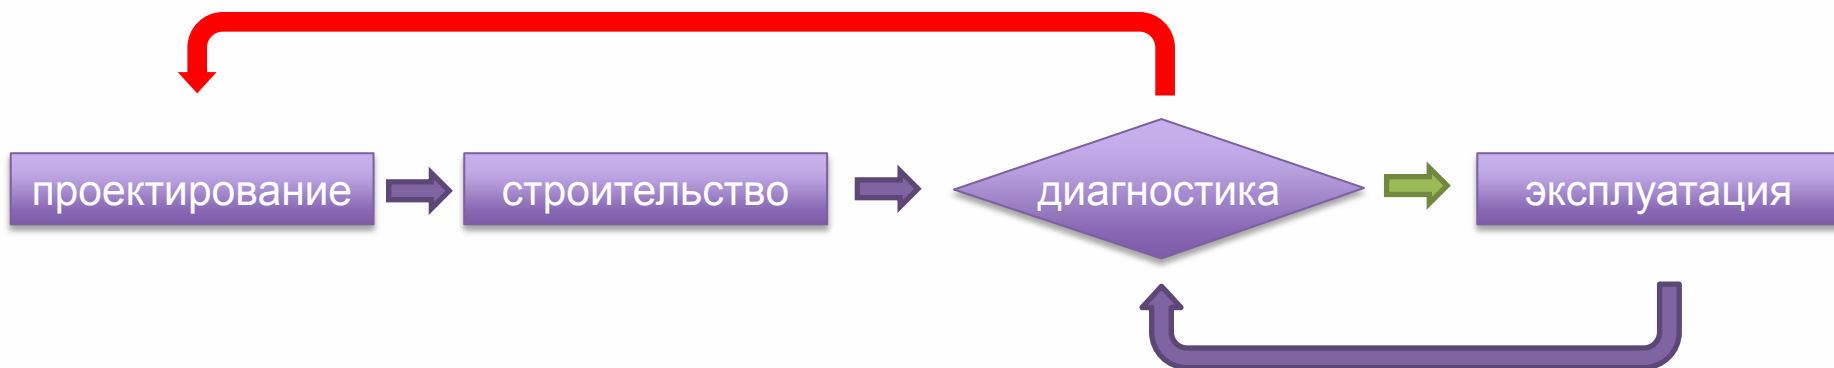 проектирование
строительство
диагностика
эксплуатация